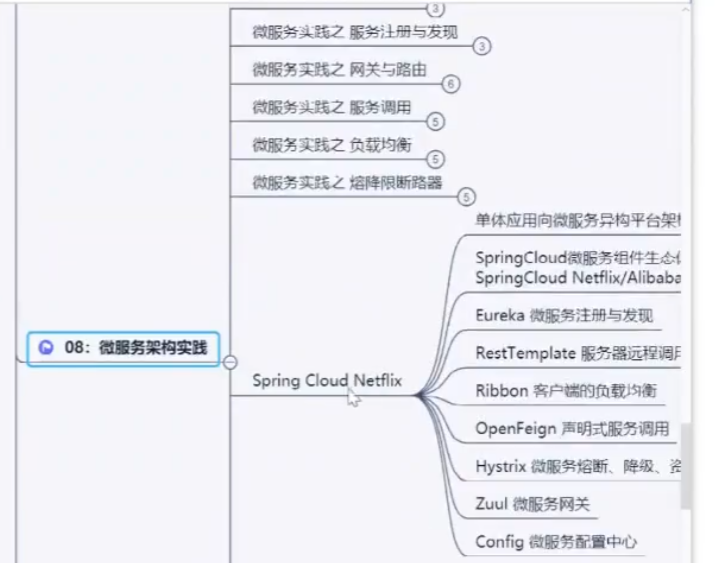 3
微服务实践之 服务注册与发现
3
微服务实践之 网关与路由
6
微服务实践之 服务调用
5
微服务实践之 负载均衡
5
微服务实践之 熔降限断路器
5
08：微服务架构实践
Spring Cloud Netflix
单体应用向微服务异构平台架构
SpringCloud微服务组件生态
SpringCloud Netflix/Alibaba
Eureka 微服务注册与发现
RestTemplate 服务器远程调用
Ribbon 客户端的负载均衡
OpenFeign 声明式服务调用
Hystrix 微服务熔断、降级、资
Zuul 微服务网关
Config 微服务配置中心